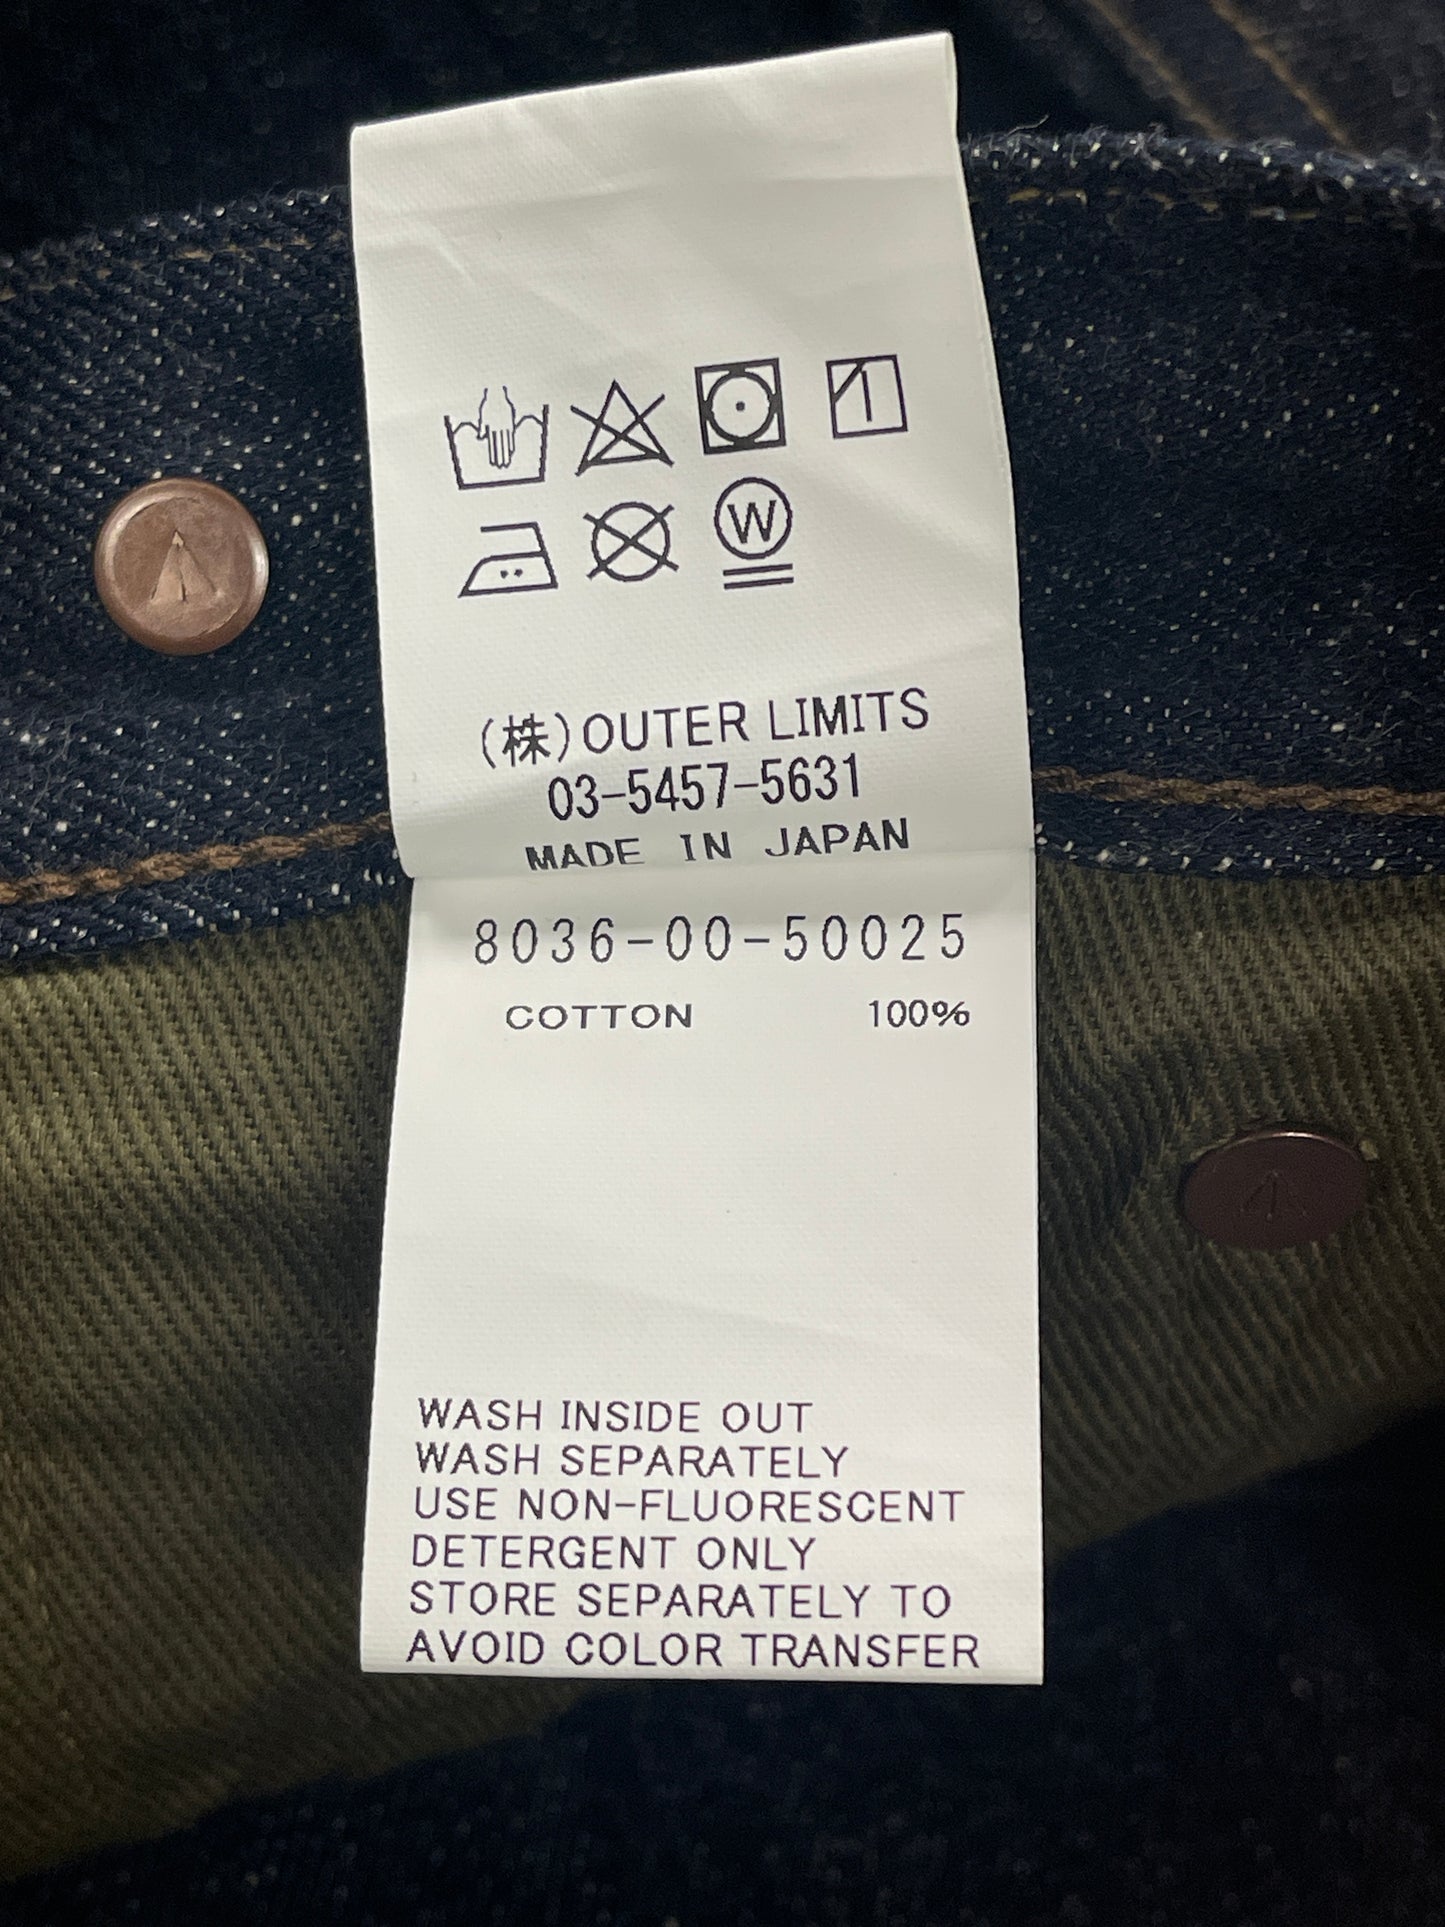 W
(株)OUTER LIMITS
03-5457-5631
MADE IN JAPAN
8036-00-50025
COTTON 100%
WASH INSIDE OUT
WASH SEPARATELY
USE NON-FLUORESCENT
DETERGENT ONLY
STORE SEPARATELY TO
AVOID COLOR TRANSFER